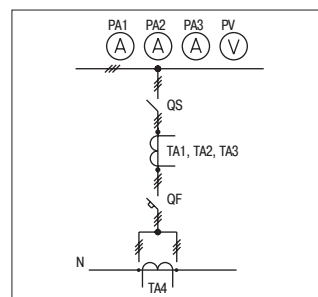 PA1 PA2 PA3 PV
A A A V
QS
TA1, TA2, TA3
QF
N
TA4